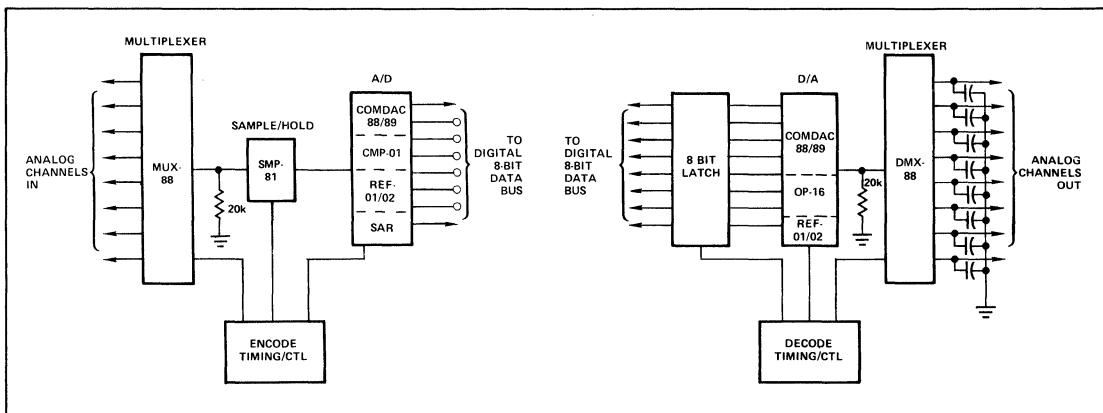 MULTIPLEXER
MUX-
88
ANALOG
CHANNELS
IN
20k
SAMPLE/HOLD
SMP-
81
A/D
COMDAC
88/89
CMP-01
REF-
01/02
SAR
TO
DIGITAL
8-BIT
DATA
BUS
ENCODE
TIMING/CTL
TO
DIGITAL
8-BIT
DATA
BUS
8 BIT
LATCH
D/A
COMDAC
88/89
OP-16
REF-
01/02
20k
MULTIPLEXER
DMX-
88
ANALOG
CHANNELS
OUT
DECODE
TIMING/CTL